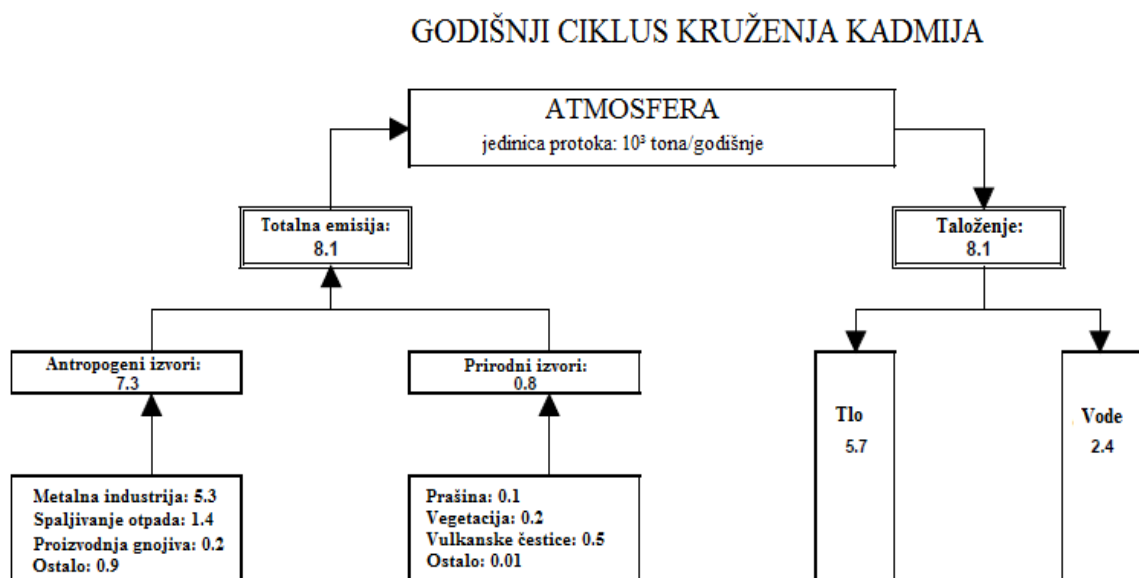 GODIŠNJI CIKLUS KRUŽENJA KADMIJA
ATMOSFERA
jedinica protoka: 10³ tona/godišnje
Totalna emisija:
8.1
Taloženje:
8.1
Antropogeni izvori:
7.3
Prirodni izvori:
0.8
Metalna industrija: 5.3
Spaljivanje otpada: 1.4
Proizvodnja gnojiva: 0.2
Ostalo: 0.9
Prašina: 0.1
Vegetacija: 0.2
Vulkanske čestice: 0.5
Ostalo: 0.01
Tlo
5.7
Vode
2.4